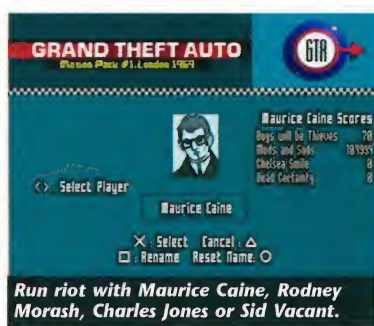 GRAND THEFT AUTO
Mission Pack #1: London 1969
GTA
Maurice Caine Scores
Boys will be Thieves 70
Mods and Sods 184994
Chelsea Smile 0
Dead Certainty 0
<>: Select Player
Maurice Caine
X: Select Cancel: △
□: Rename Reset Name: O
Run riot with Maurice Caine, Rodney
Morash, Charles Jones or Sid Vacant.